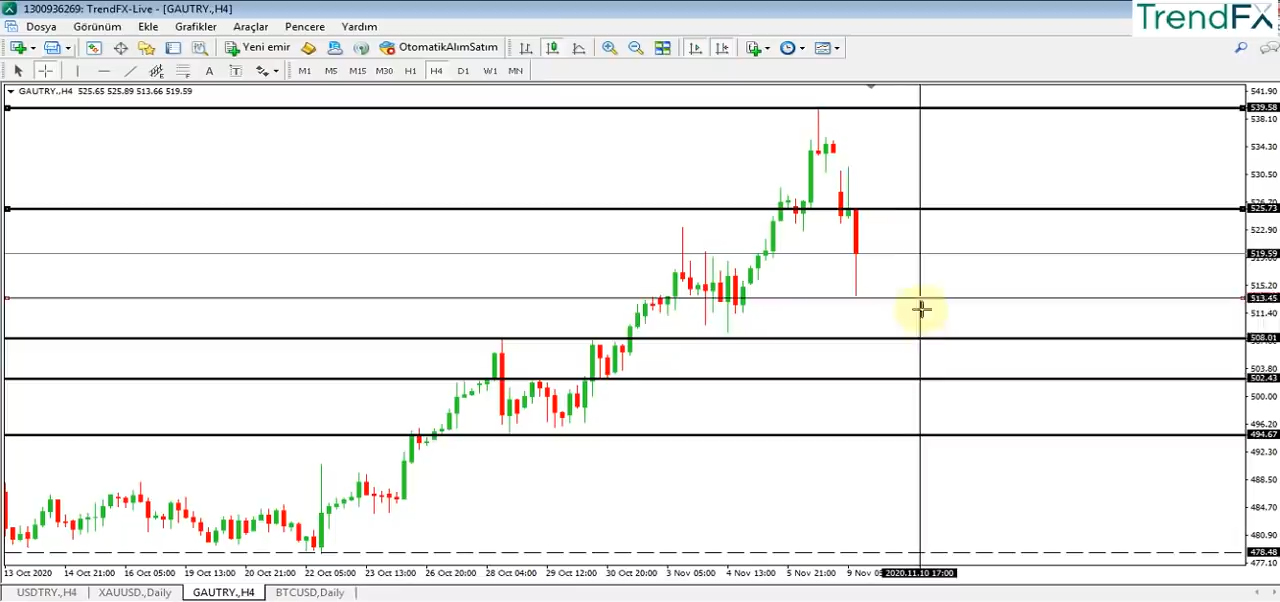 1300936269: TrendFX-Live - [GAUTRY.,H4]
TrendFX
Dosya Görünüm Ekle Grafikler Araçlar Pencere Yardım
Yeni emir OtomatikAlımSatım
A T M1 M5 M15 M30 H1 H4 D1 W1 MN
GAUTRY.,H4 525.65 525.89 513.66 519.59
541.90
539.58
538.10
534.30
530.50
525.73
522.90
519.59
515.20
513.45
511.40
508.01
503.80
502.43
500.00
496.20
494.67
492.30
488.50
484.70
480.90
478.48
477.10
13 Oct 2020 14 Oct 21:00 16 Oct 05:00 19 Oct 13:00 20 Oct 21:00 22 Oct 05:00 23 Oct 13:00 26 Oct 20:00 28 Oct 04:00 29 Oct 12:00 30 Oct 20:00 3 Nov 05:00 4 Nov 13:00 5 Nov 21:00 9 Nov 2020.11.10 17:00
USDTRY.,H4 XAUUSD.,Daily GAUTRY.,H4 BTCUSD,Daily